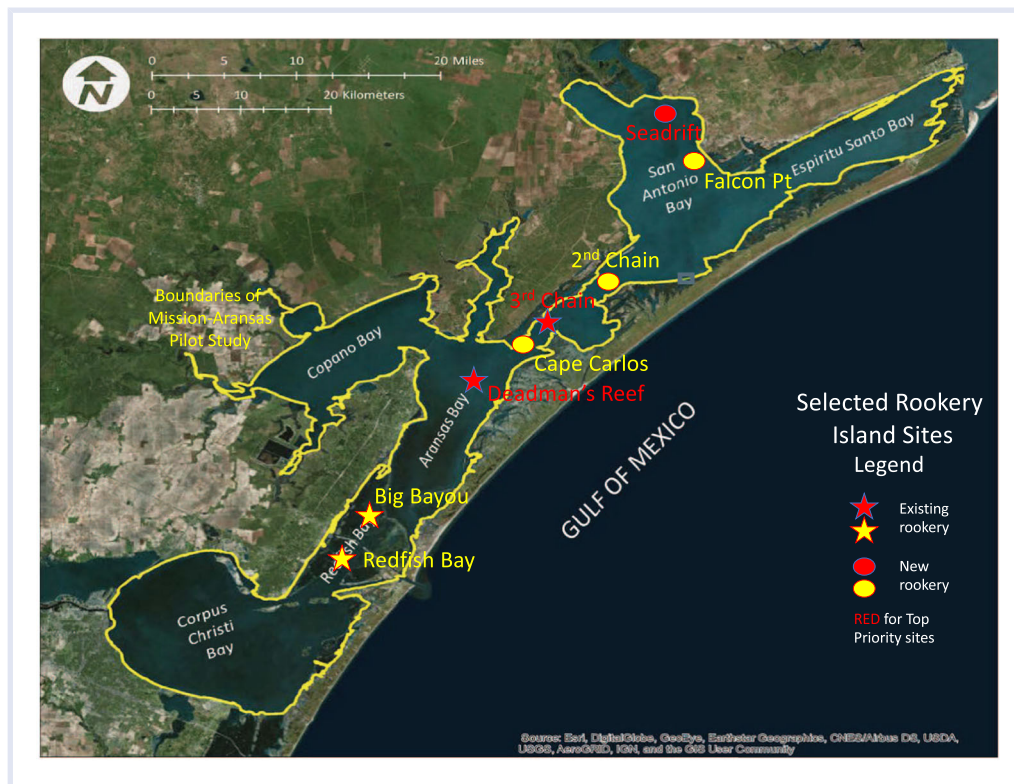 N
0 5 10 20 Miles
0 5 10 20 Kilometers
Seadrift
San
Antonio
Bay
Espiritu Santo Bay
Falcon Pt
2nd Chain
3rd Chain
Boundaries of
Mission-Aransas
Pilot Study
Copano Bay
Cape Carlos
Deadman's Reef
Aransas Bay
Big Bayou
Redfish Bay
Redfish Bay
Corpus
Christi
Bay
GULF OF MEXICO
Selected Rookery
Island Sites
Legend
Existing
rookery
New
rookery
RED for Top
Priority sites
Source: Esri, DigitalGlobe, GeoEye, Earthstar Geographics, CNES/Airbus DS, USDA,
USGS, AeroGRID, IGN, and the GIS User Community